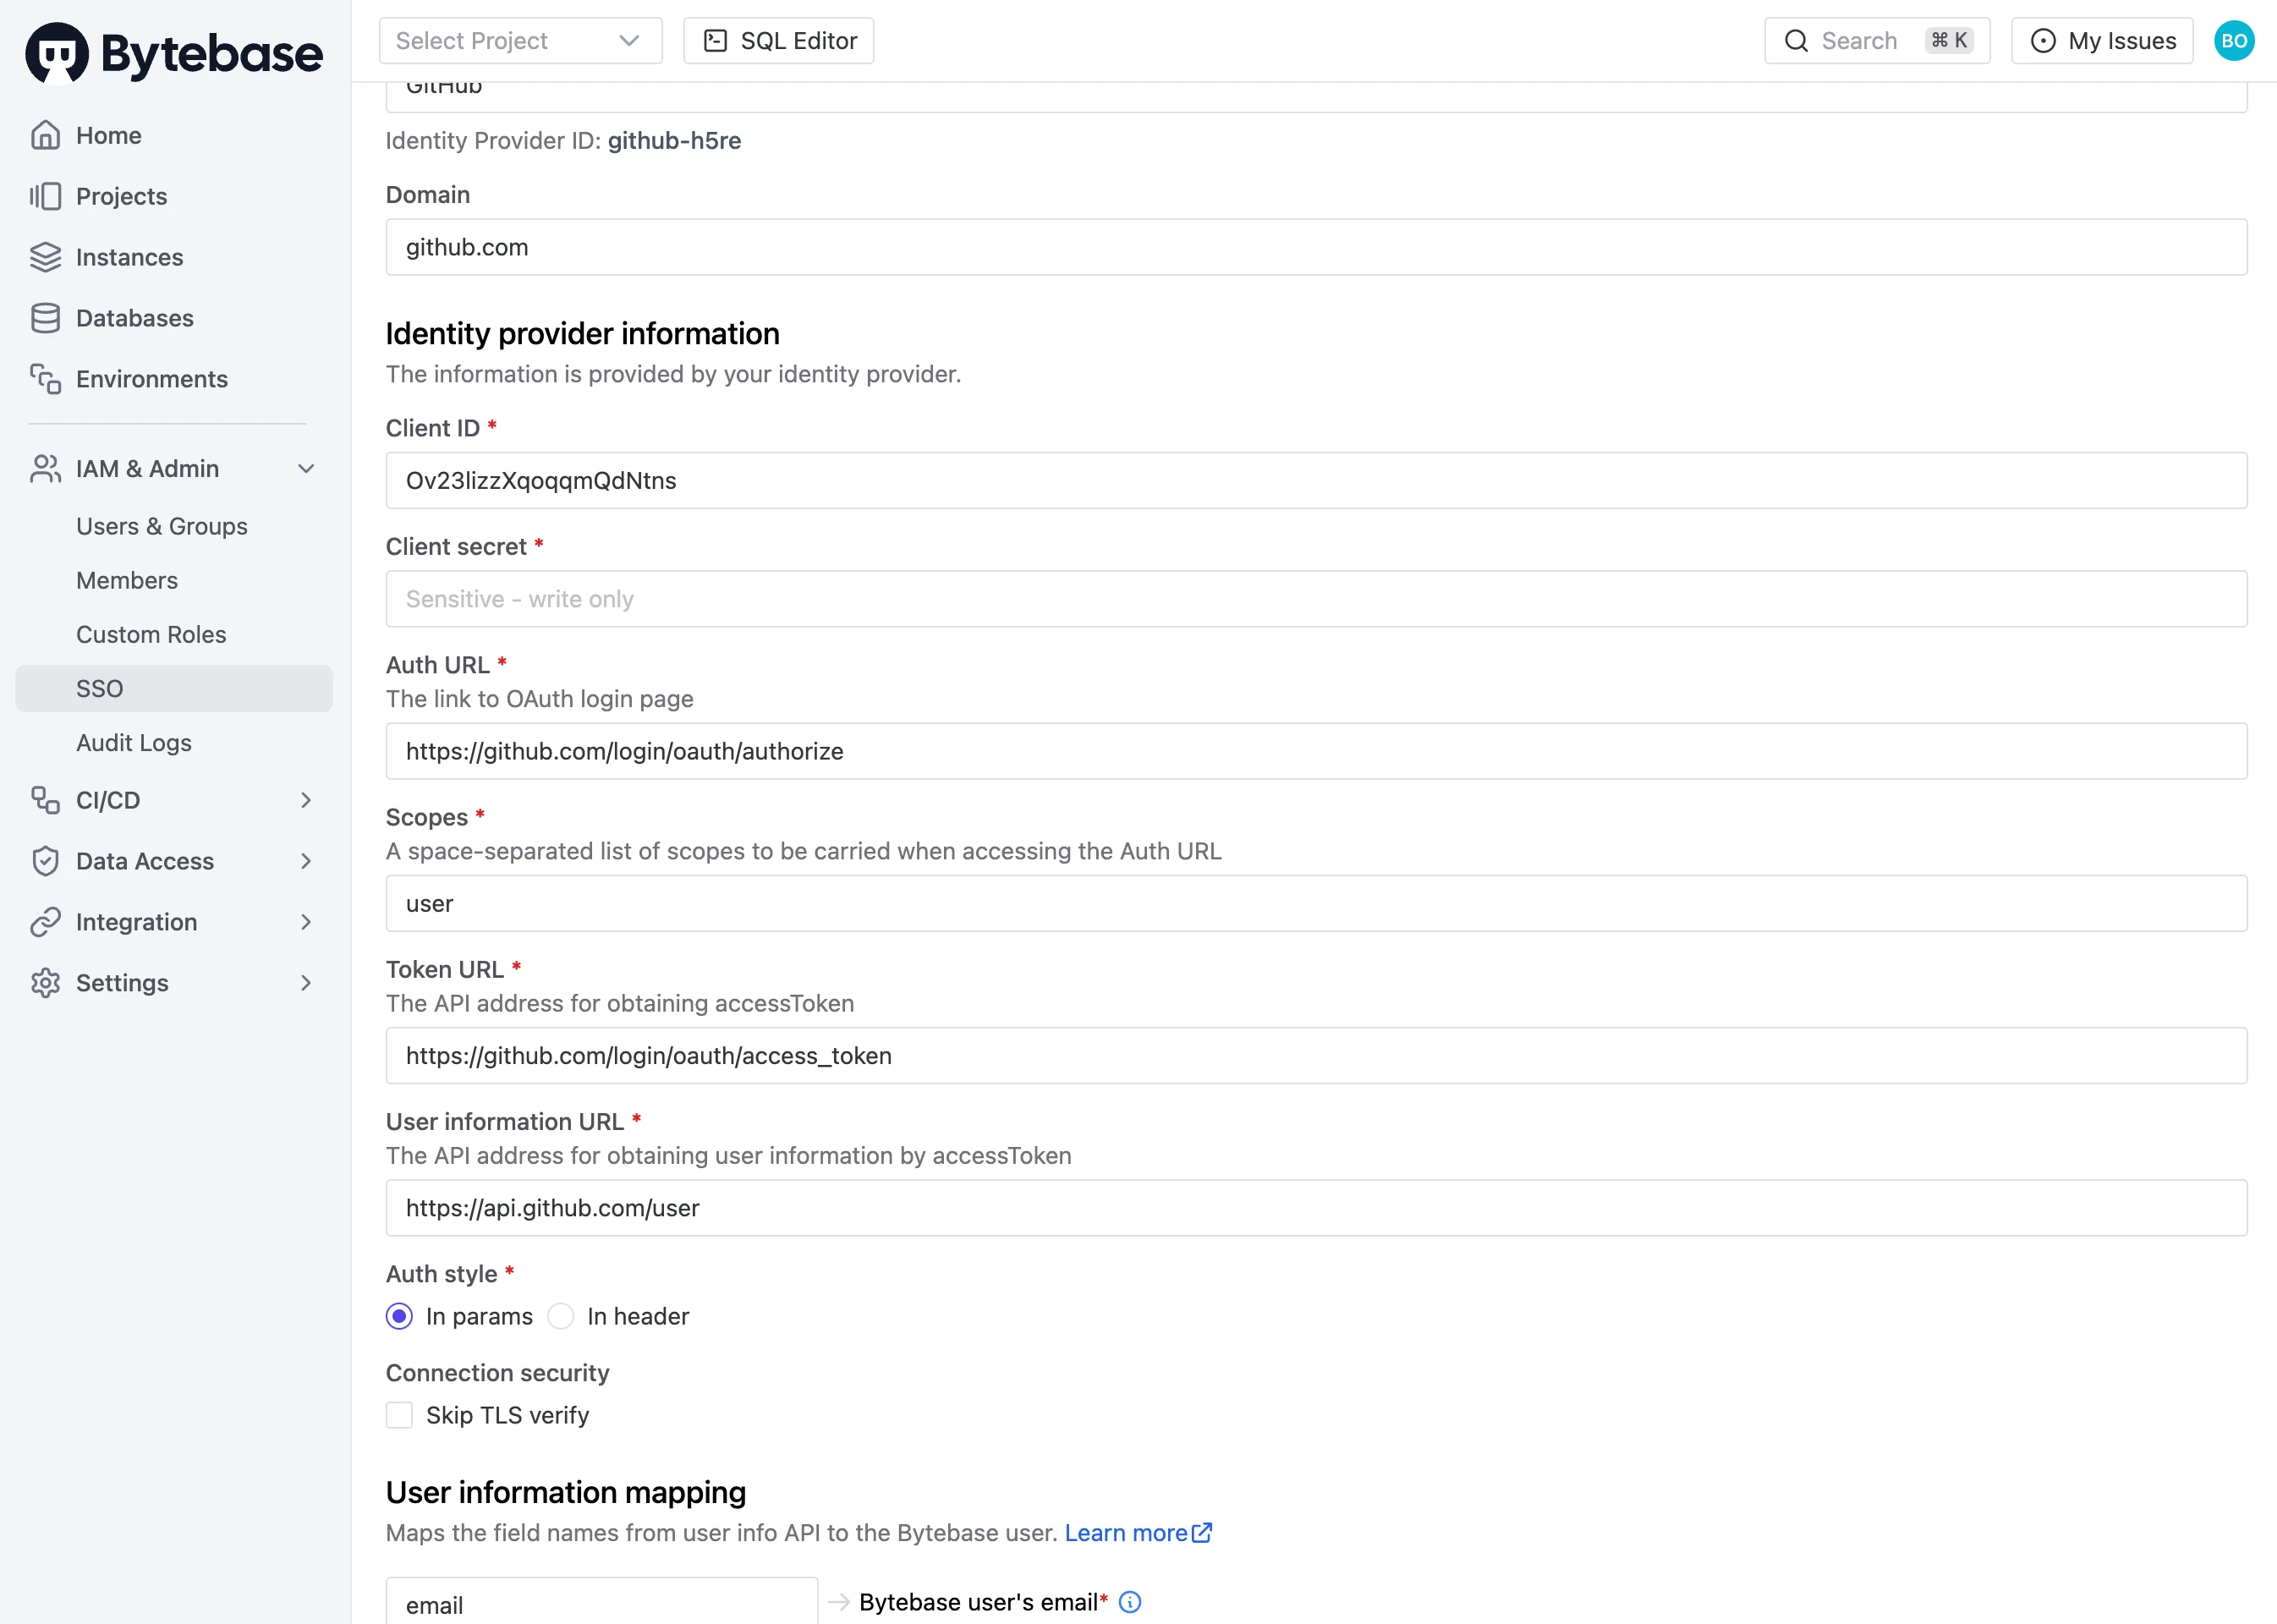 Bytebase
Home
Projects
Instances
Databases
Environments
IAM & Admin
Users & Groups
Members
Custom Roles
SSO
Audit Logs
CI/CD
Data Access
Integration
Settings
Select Project
SQL Editor
Search ⌘ K
My Issues
BO
GitHub
Identity Provider ID: github-h5re
Domain
github.com
Identity provider information
The information is provided by your identity provider.
Client ID *
Ov23lizzXqoqqmQdNtns
Client secret *
Sensitive - write only
Auth URL *
The link to OAuth login page
https://github.com/login/oauth/authorize
Scopes *
A space-separated list of scopes to be carried when accessing the Auth URL
user
Token URL *
The API address for obtaining accessToken
https://github.com/login/oauth/access_token
User information URL *
The API address for obtaining user information by accessToken
https://api.github.com/user
Auth style *
In params In header
Connection security
Skip TLS verify
User information mapping
Maps the field names from user info API to the Bytebase user. Learn more
email
Bytebase user's email*